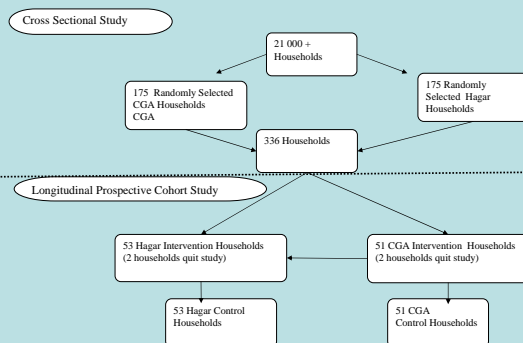 Cross Sectional Study
21 000 +
Households
175 Randomly Selected
CGA Households
CGA
175 Randomly
Selected Hagar
Households
336 Households
Longitudinal Prospective Cohort Study
53 Hagar Intervention Households
(2 households quit study)
51 CGA Intervention Households
(2 households quit study)
53 Hagar Control
Households
51 CGA
Control Households